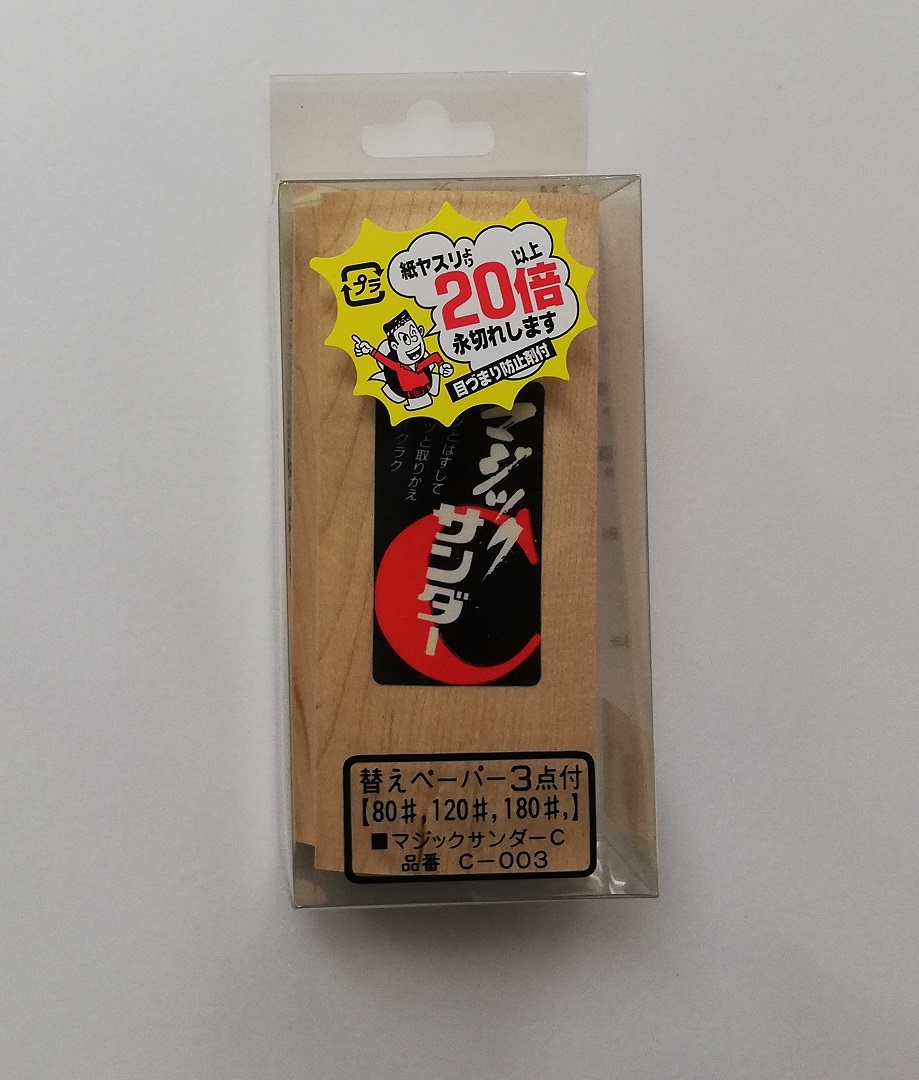 紙ヤスリより
20倍以上
永切れします
目づまり防止剤付
プラ
マジック
サンダー
とはずして
ッと取りかえ
クラク
替えペーパー3点付
【80♯,120♯,180♯,】
■マジックサンダーC
品番 C-003